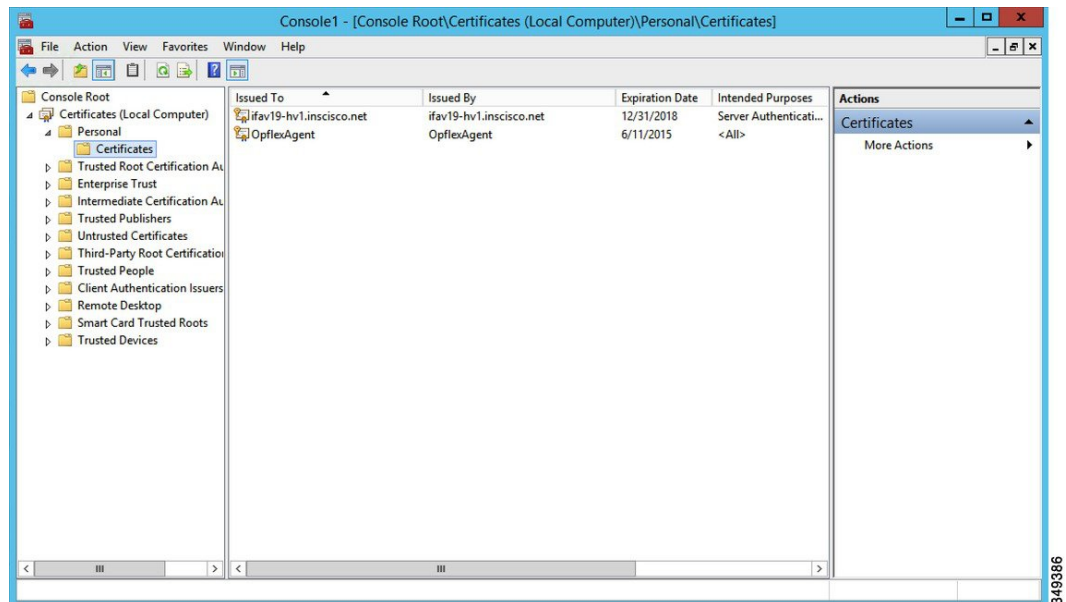 Console1 - [Console Root\Certificates (Local Computer)\Personal\Certificates]
File Action View Favorites Window Help
Console Root
Certificates (Local Computer)
Personal
Certificates
Trusted Root Certification Au
Enterprise Trust
Intermediate Certification Au
Trusted Publishers
Untrusted Certificates
Third-Party Root Certification
Trusted People
Client Authentication Issuers
Remote Desktop
Smart Card Trusted Roots
Trusted Devices
Issued To Issued By Expiration Date Intended Purposes
ifav19-hv1.inscisco.net ifav19-hv1.inscisco.net 12/31/2018 Server Authenticati...
OpflexAgent OpflexAgent 6/11/2015 <All>
Actions
Certificates
More Actions
349386